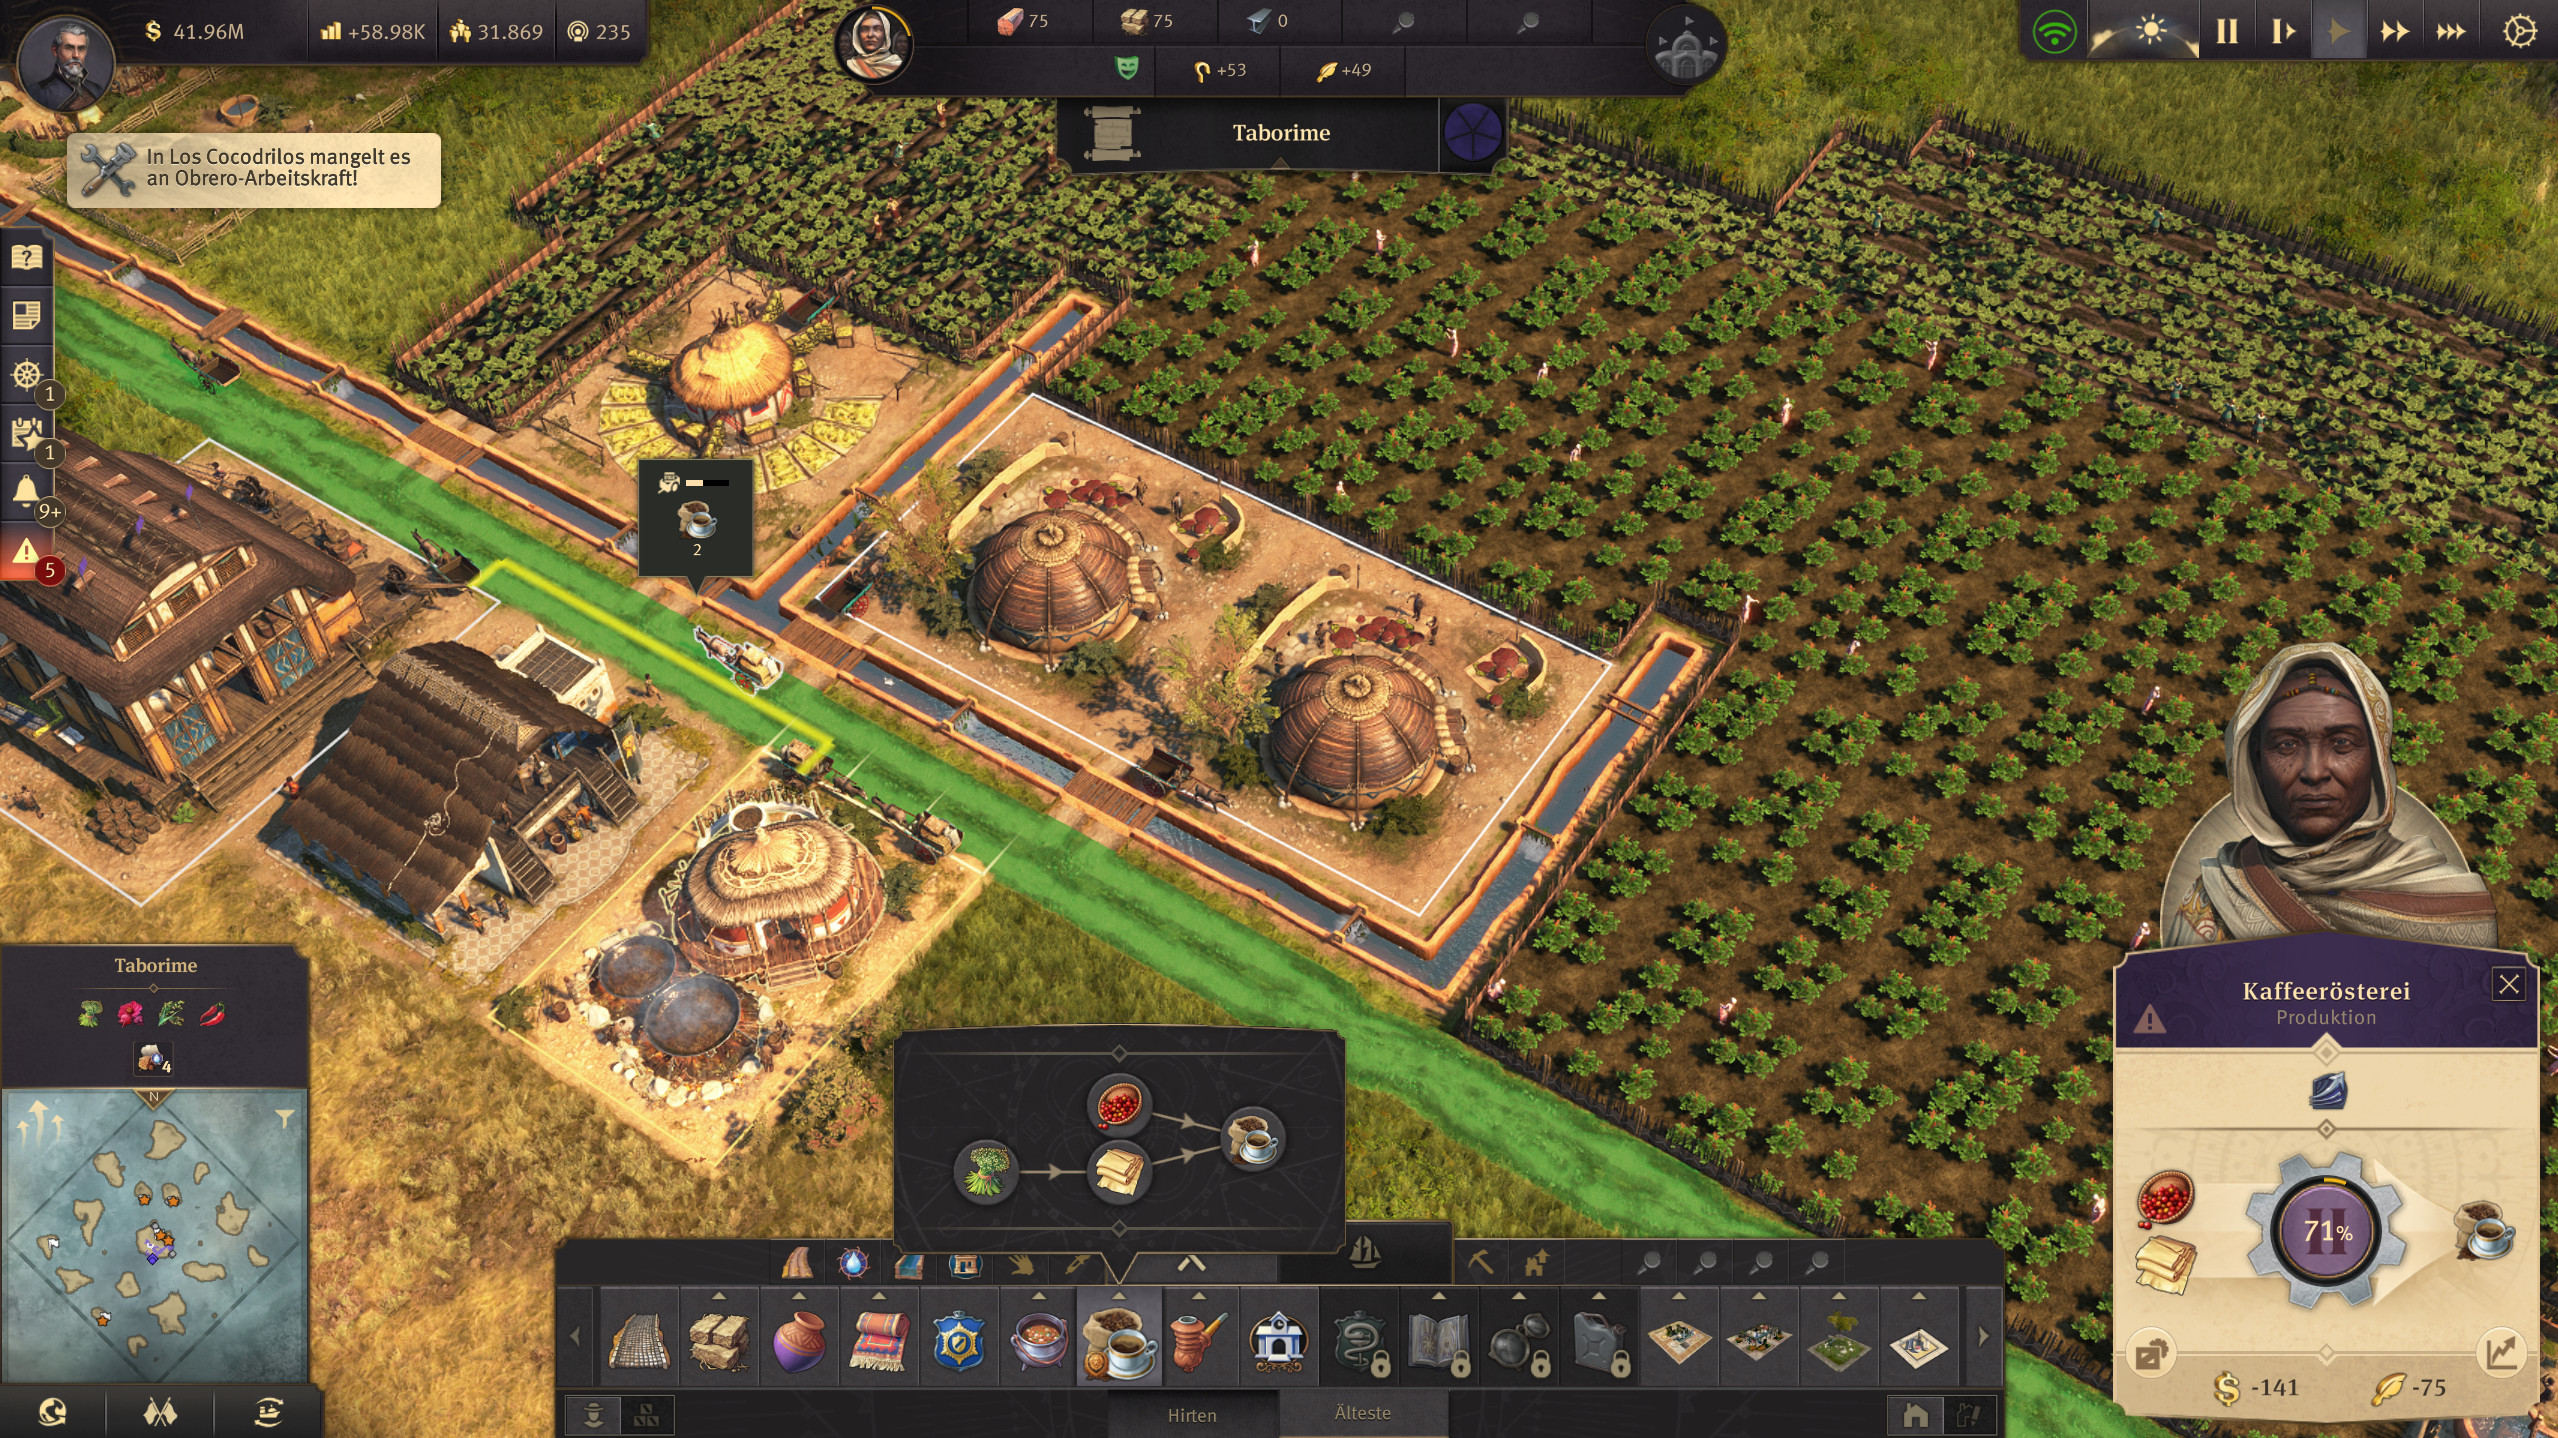 41.96M
+58.98K
31.869
235
75
75
0
+53
+49
Taborime
In Los Cocodrilos mangelt es
an Obrero-Arbeitskraft!
1
1
9+
5
2
Taborime
4
N
Kaffeerösterei
Produktion
71%
-141
-75
Hirten
Älteste